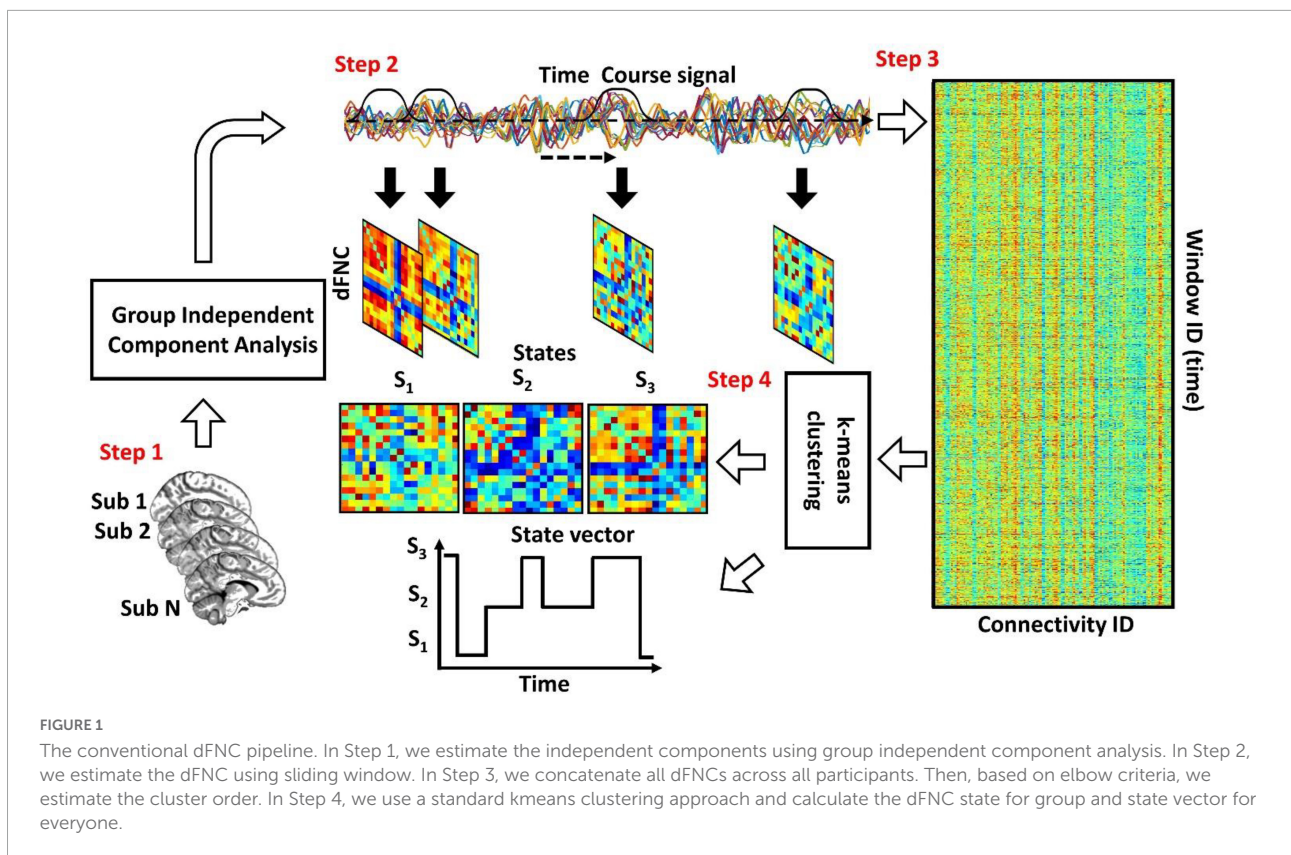 Step 2
Time Course signal
Step 3
dFNC
Group Independent
Component Analysis
Window ID (time)
States
S₁ S₂ S₃
Step 4
k-means
clustering
Step 1
Sub 1
Sub 2
Sub N
State vector
S₃
S₂
S₁
Time
Connectivity ID
FIGURE 1
The conventional dFNC pipeline. In Step 1, we estimate the independent components using group independent component analysis. In Step 2,
we estimate the dFNC using sliding window. In Step 3, we concatenate all dFNCs across all participants. Then, based on elbow criteria, we
estimate the cluster order. In Step 4, we use a standard kmeans clustering approach and calculate the dFNC state for group and state vector for
everyone.